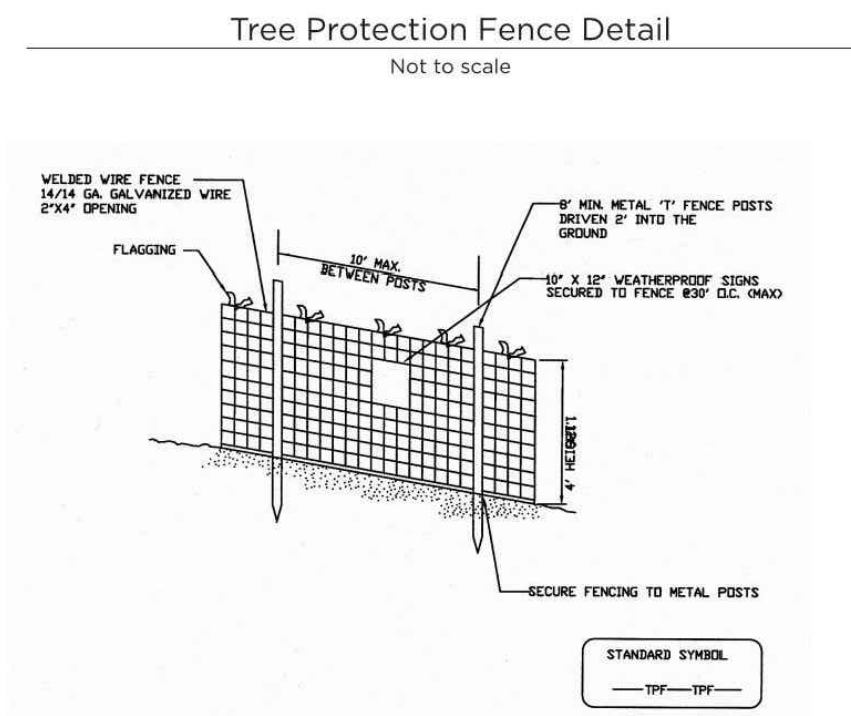 Tree Protection Fence Detail
Not to scale
WELDED WIRE FENCE
14/14 GA. GALVANIZED WIRE
2"X4" OPENING
FLAGGING
10' MAX.
BETWEEN POSTS
8' MIN. METAL 'T' FENCE POSTS
DRIVEN 2' INTO THE
GROUND
10" X 12" WEATHERPROOF SIGNS
SECURED TO FENCE @30' O.C. (MAX)
4'
SECURE FENCING TO METAL POSTS
STANDARD SYMBOL
TPF TPF